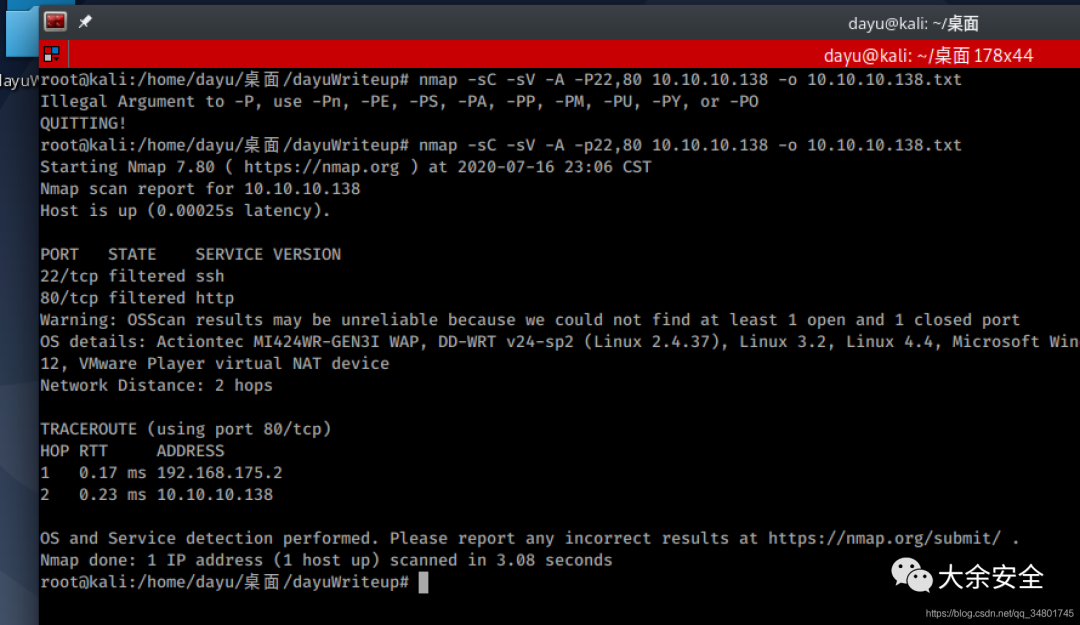 dayu@kali: ~/桌面
dayu@kali: ~/桌面 178x44
root@kali:/home/dayu/桌面/dayuWriteup# nmap -sC -sV -A -P22,80 10.10.10.138 -o 10.10.10.138.txt
Illegal Argument to -P, use -Pn, -PE, -PS, -PA, -PP, -PM, -PU, -PY, or -PO
QUITTING!
root@kali:/home/dayu/桌面/dayuWriteup# nmap -sC -sV -A -p22,80 10.10.10.138 -o 10.10.10.138.txt
Starting Nmap 7.80 ( https://nmap.org ) at 2020-07-16 23:06 CST
Nmap scan report for 10.10.10.138
Host is up (0.00025s latency).
PORT   STATE    SERVICE VERSION
22/tcp filtered ssh
80/tcp filtered http
Warning: OSScan results may be unreliable because we could not find at least 1 open and 1 closed port
OS details: Actiontec MI424WR-GEN3I WAP, DD-WRT v24-sp2 (Linux 2.4.37), Linux 3.2, Linux 4.4, Microsoft Win
12, VMware Player virtual NAT device
Network Distance: 2 hops
TRACEROUTE (using port 80/tcp)
HOP RTT     ADDRESS
1   0.17 ms 192.168.175.2
2   0.23 ms 10.10.10.138
OS and Service detection performed. Please report any incorrect results at https://nmap.org/submit/ .
Nmap done: 1 IP address (1 host up) scanned in 3.08 seconds
root@kali:/home/dayu/桌面/dayuWriteup#
大余安全
https://blog.csdn.net/qq_34801745